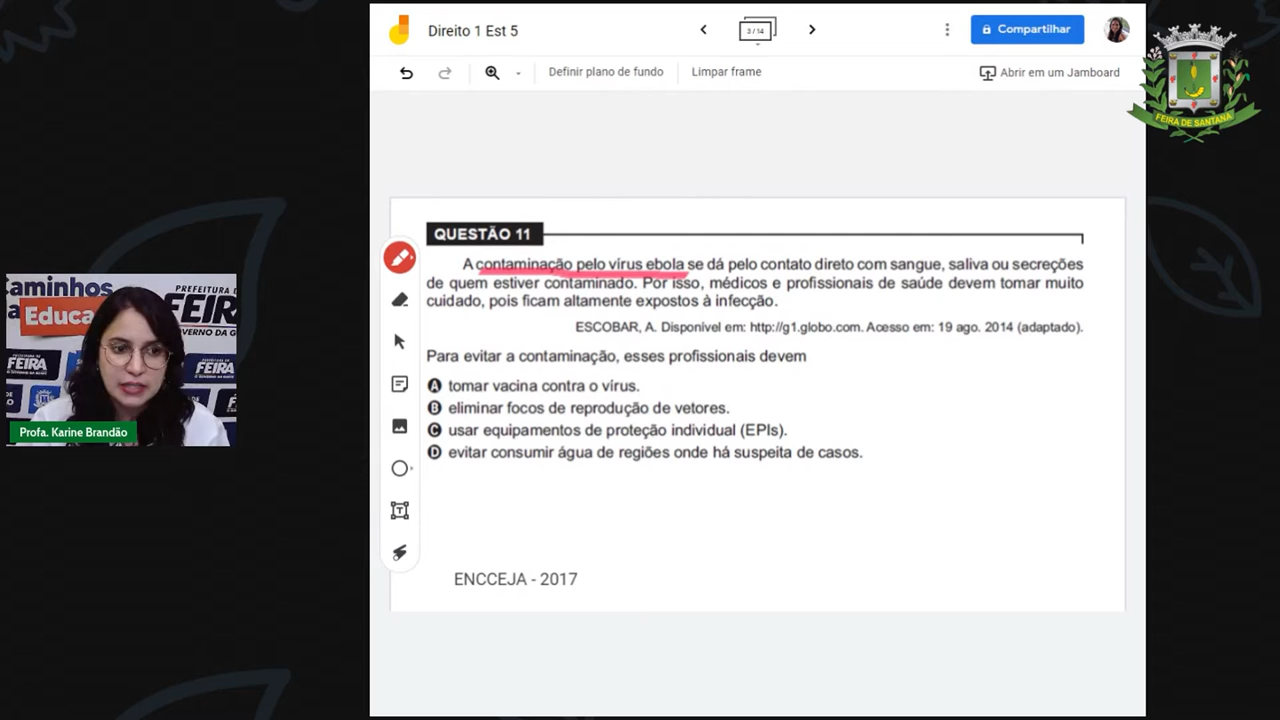 Direito 1 Est 5
3 / 14
Compartilhar
Definir plano de fundo
Limpar frame
Abrir em um Jamboard
FEIRA DE SANTANA
QUESTÃO 11
A contaminação pelo vírus ebola se dá pelo contato direto com sangue, saliva ou secreções
de quem estiver contaminado. Por isso, médicos e profissionais de saúde devem tomar muito
cuidado, pois ficam altamente expostos à infecção.
ESCOBAR, A. Disponível em: http://g1.globo.com. Acesso em: 19 ago. 2014 (adaptado).
Para evitar a contaminação, esses profissionais devem
A tomar vacina contra o vírus.
B eliminar focos de reprodução de vetores.
C usar equipamentos de proteção individual (EPIs).
D evitar consumir água de regiões onde há suspeita de casos.
ENCCEJA - 2017
caminhos
Educa
PREFEITURA DE
FEIRA
FEIRA
FEIRA
Profa. Karine Brandão